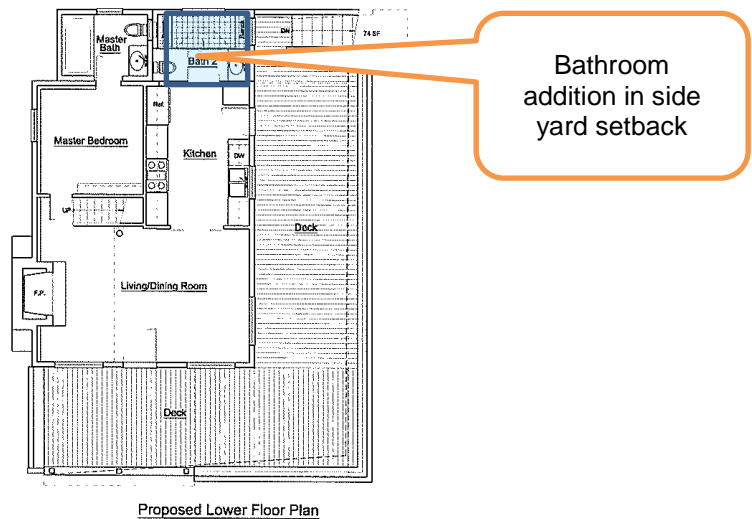 Master
Bath
Bath 2
Bench
DN
74 SF
Bathroom
addition in side
yard setback
Ref.
Master Bedroom
Kitchen
DW
UP
Deck
F.P.
Living/Dining Room
Deck
Proposed Lower Floor Plan